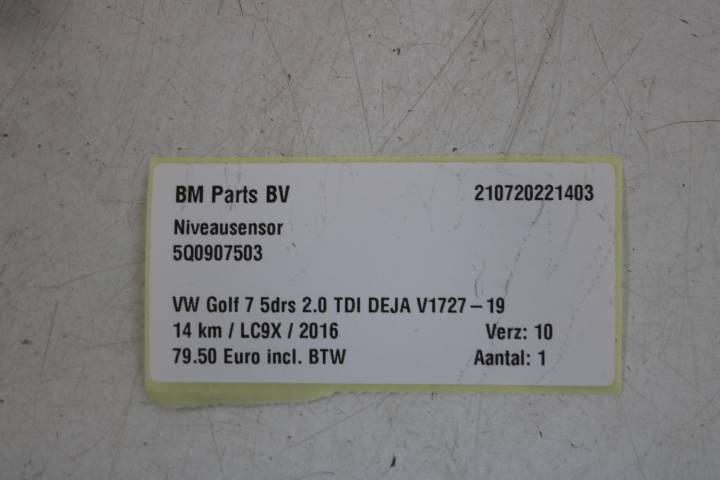 BM Parts BV 210720221403
Niveausensor
5Q0907503
VW Golf 7 5drs 2.0 TDI DEJA V1727 – 19
14 km / LC9X / 2016 Verz: 10
79.50 Euro incl. BTW Aantal: 1